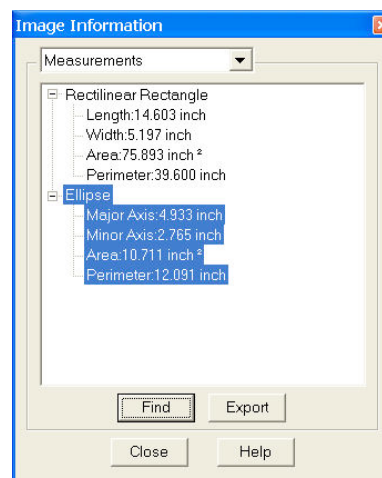 Image Information
Measurements
Rectilinear Rectangle
Length:14.603 inch
Width:5.197 inch
Area:75.893 inch ²
Perimeter:39.600 inch
Ellipse
Major Axis:4.933 inch
Minor Axis:2.765 inch
Area:10.711 inch ²
Perimeter:12.091 inch
Find Export
Close Help